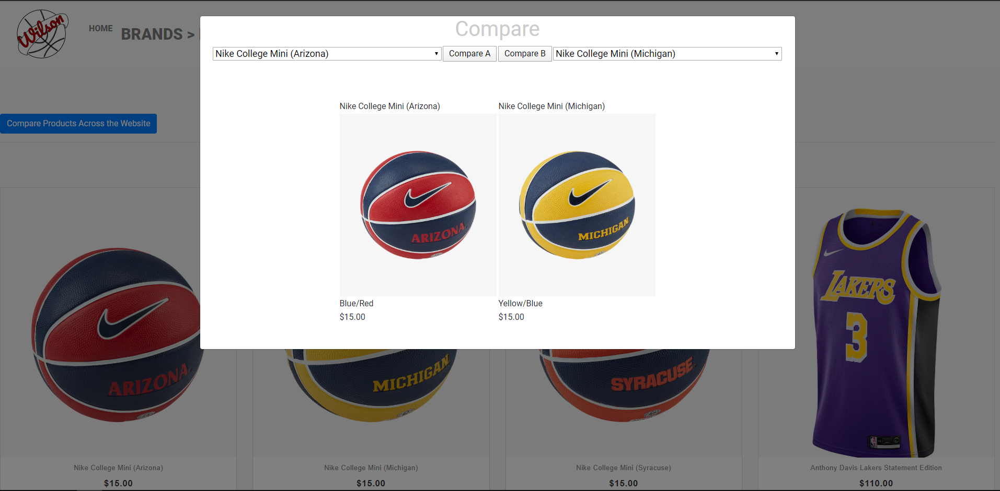 Wilson
HOME
BRANDS >
Compare
Nike College Mini (Arizona)
Compare A
Compare B
Nike College Mini (Michigan)
Compare Products Across the Website
Nike College Mini (Arizona)
Nike College Mini (Michigan)
ARIZONA
MICHIGAN
Blue/Red
Yellow/Blue
$15.00
$15.00
ARIZONA
MICHIGAN
SYRACUSE
LAKERS
3
Nike College Mini (Arizona)
Nike College Mini (Michigan)
Nike College Mini (Syracuse)
Anthony Davis Lakers Statement Edition
$15.00
$15.00
$15.00
$110.00